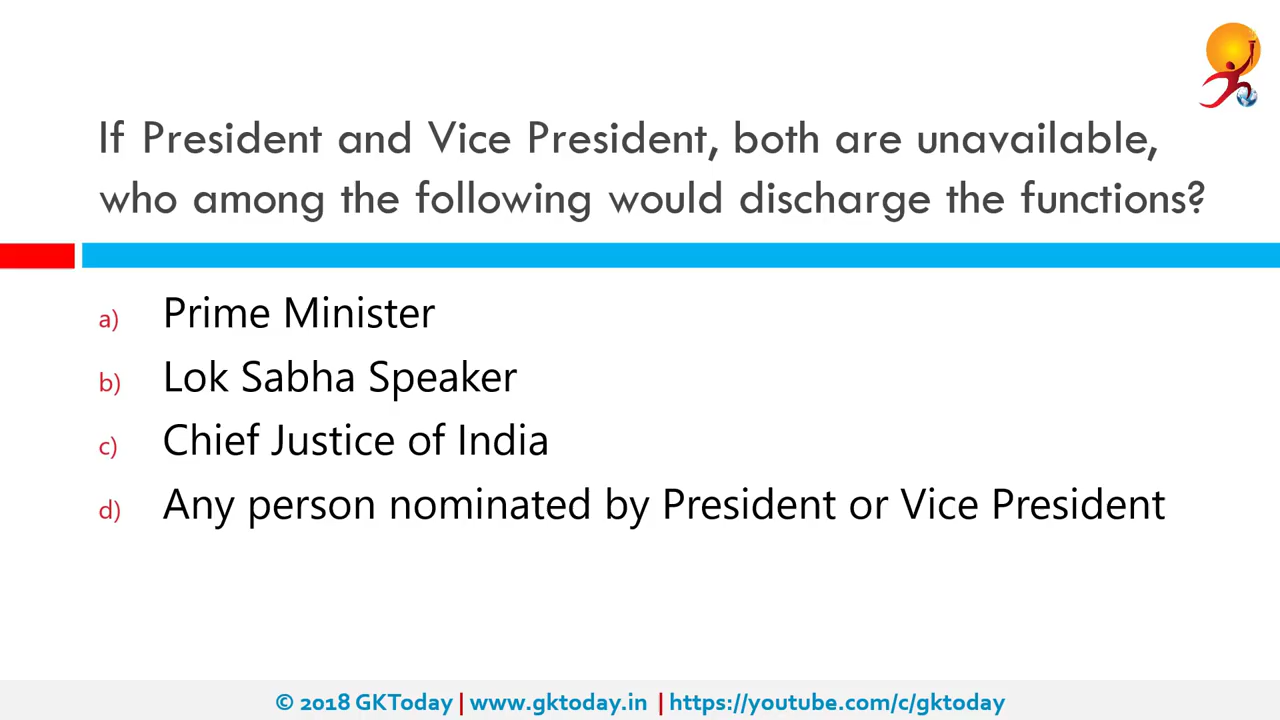 If President and Vice President, both are unavailable,
who among the following would discharge the functions?
a) Prime Minister
b) Lok Sabha Speaker
c) Chief Justice of India
d) Any person nominated by President or Vice President
© 2018 GKToday | www.gktoday.in | https://youtube.com/c/gktoday